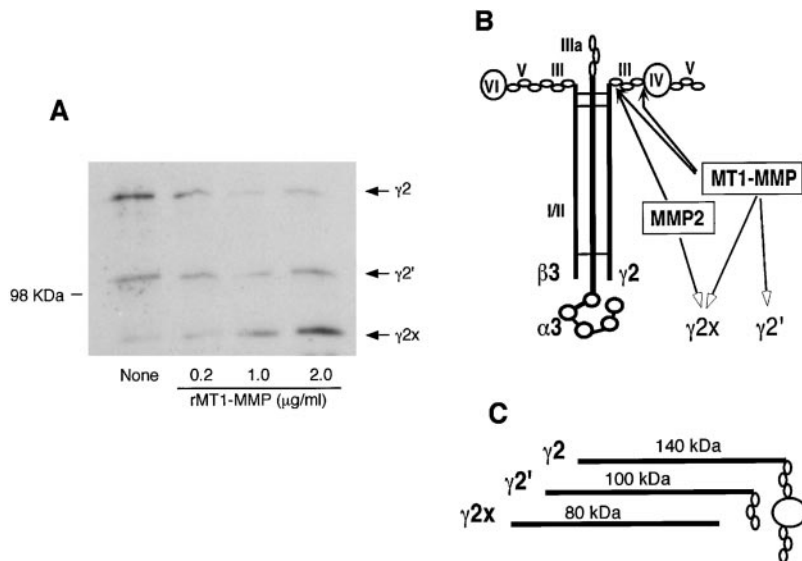 A
γ2
γ2'
98 KDa
γ2x
None 0.2 1.0 2.0
rMT1-MMP (μg/ml)
B
IIIa
V III III V
VI IV
MT1-MMP
MMP2
I/II
β3 γ2
α3
γ2x γ2'
C
γ2 140 kDa
γ2' 100 kDa
γ2x 80 kDa